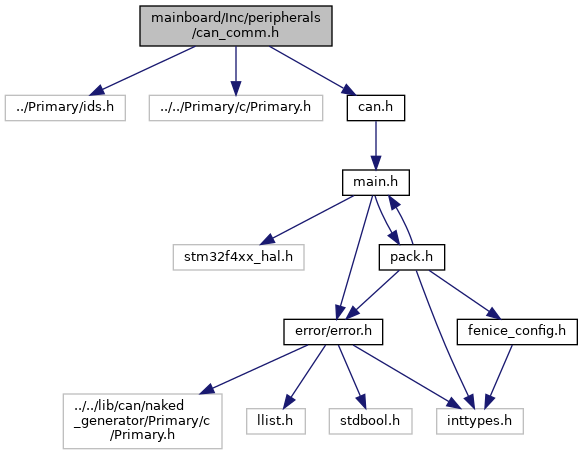 mainboard/Inc/peripherals
/can_comm.h
../Primary/ids.h
../../Primary/c/Primary.h
can.h
main.h
stm32f4xx_hal.h
pack.h
error/error.h
fenice_config.h
../../lib/can/naked
_generator/Primary/c
/Primary.h
llist.h
stdbool.h
inttypes.h